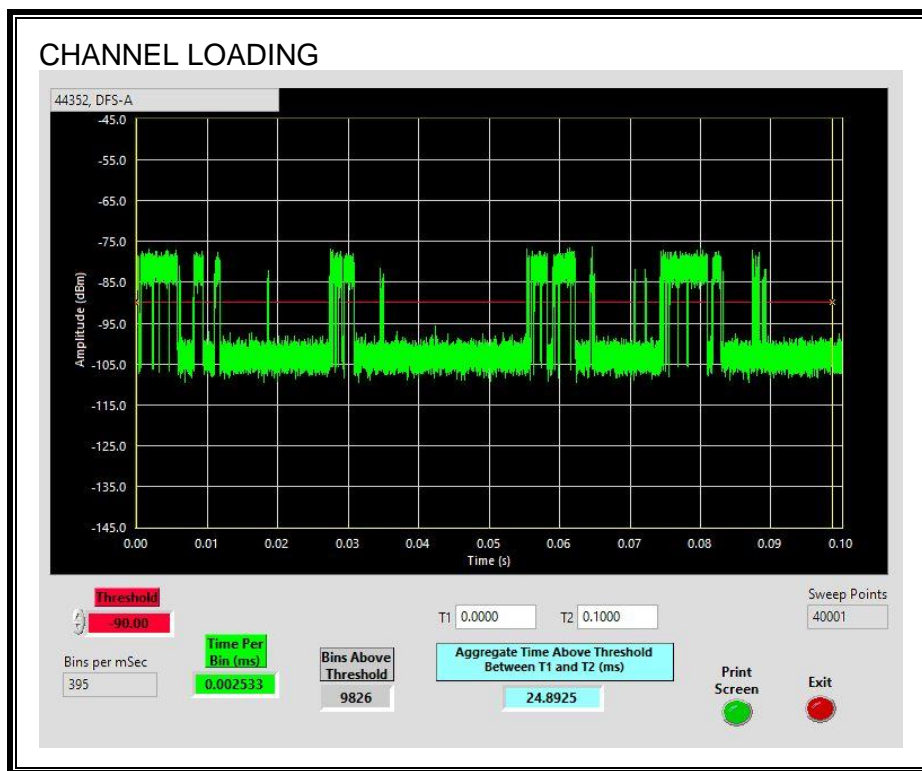 CHANNEL LOADING
44352, DFS-A
-45.0
-55.0
-65.0
-75.0
-85.0
-95.0
-105.0
-115.0
-125.0
-135.0
-145.0
Amplitude (dBm)
0.00 0.01 0.02 0.03 0.04 0.05 0.06 0.07 0.08 0.09 0.10
Time (s)
Threshold
-90.00
T1 0.0000 T2 0.1000
Sweep Points
40001
Bins per mSec
395
Time Per
Bin (ms)
0.002533
Bins Above
Threshold
9826
Aggregate Time Above Threshold
Between T1 and T2 (ms)
24.8925
Print
Screen
Exit